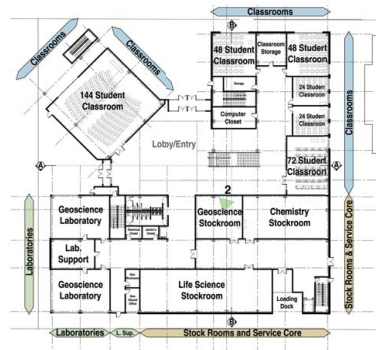 Classrooms
B
48 Student
Classroom
Classroom
Storage
48 Student
Classroom
Classrooms
Classrooms
Storage
24 Student
Classroom
144 Student
Classroom
Computer
Closet
24 Student
Classroom
Classrooms
Loby/Entry
72 Student
Classroom
A
A
2
Geoscience
Laboratory
Geoscience
Stockroom
Chemistry
Stockroom
Lab.
Support
Laboratories
Geoscience
Laboratory
Life Science
Stockroom
Loading
Dock
Stock Rooms & Service Core
B
Laboratories
L. Sup.
Stock Rooms and Service Core